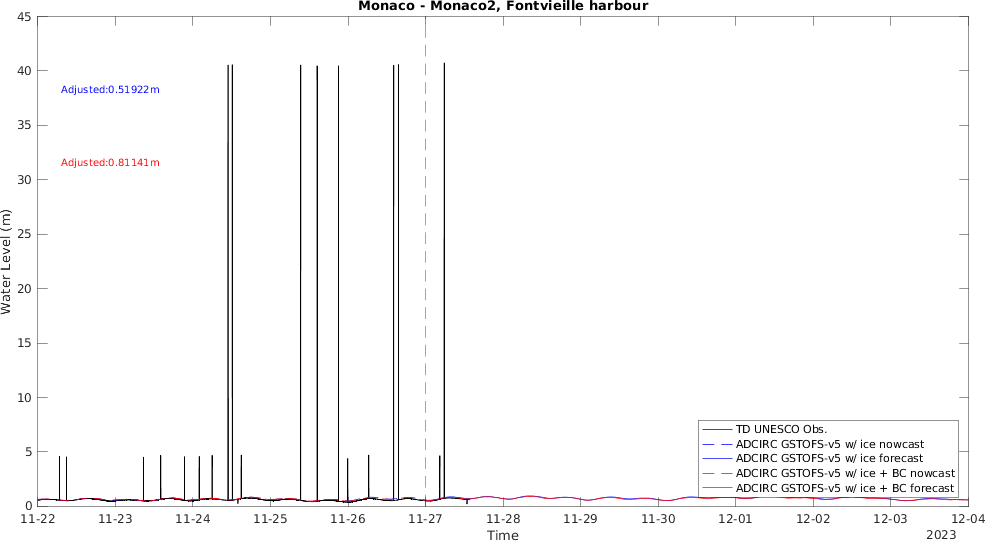 Monaco - Monaco2, Fontvieille harbour
45
40
35
30
25
20
15
10
5
0
Water Level (m)
Adjusted:0.51922m
Adjusted:0.81141m
TD UNESCO Obs.
ADCIRC GSTOFS-v5 w/ ice nowcast
ADCIRC GSTOFS-v5 w/ ice forecast
ADCIRC GSTOFS-v5 w/ ice + BC nowcast
ADCIRC GSTOFS-v5 w/ ice + BC forecast
11-22 11-23 11-24 11-25 11-26 11-27 11-28 11-29 11-30 12-01 12-02 12-03 12-04
Time
2023